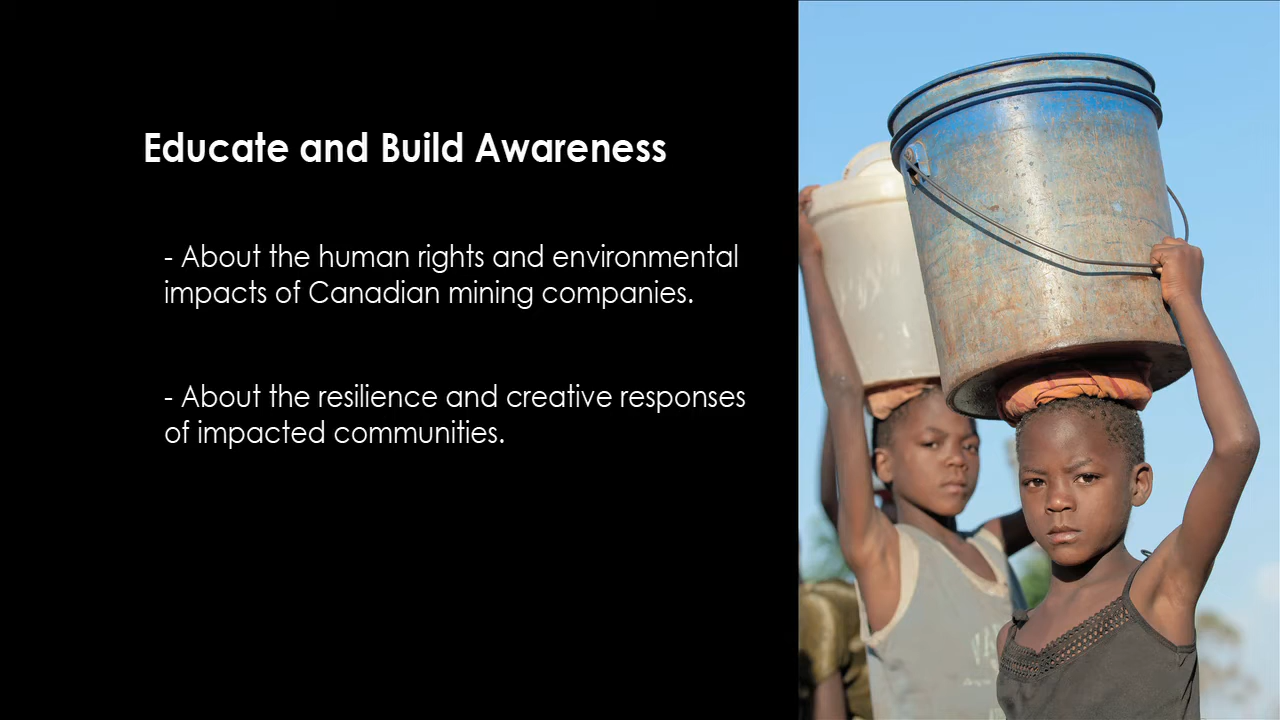 Educate and Build Awareness
- About the human rights and environmental
impacts of Canadian mining companies.
- About the resilience and creative responses
of impacted communities.